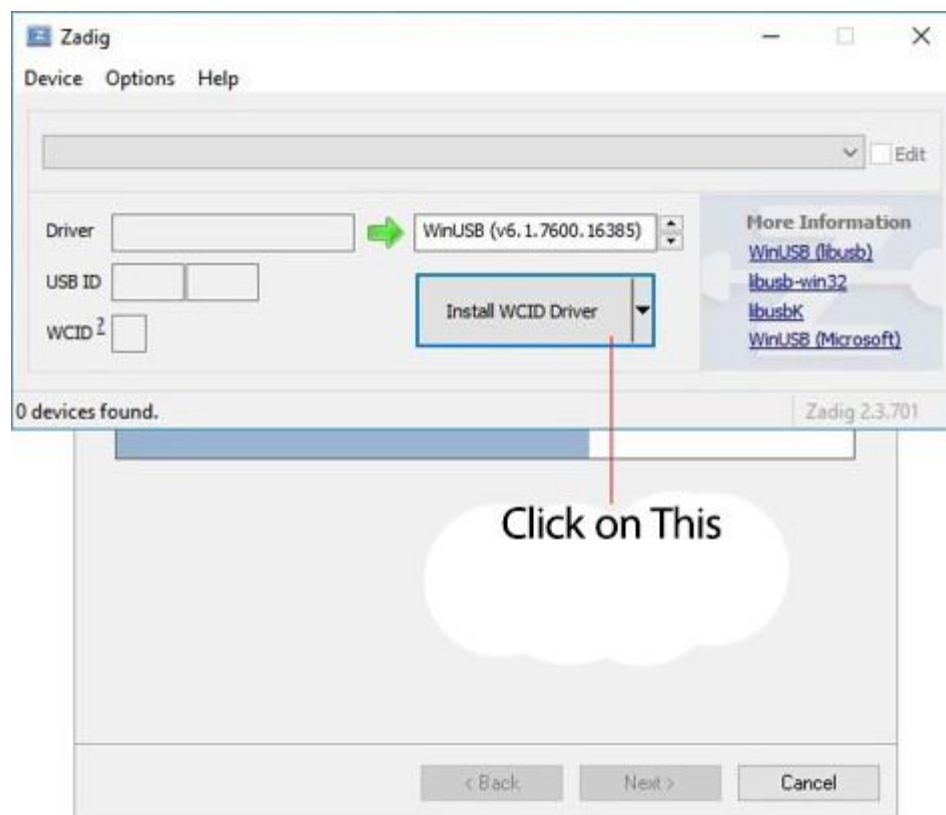 Zadig
Device Options Help
Edit
Driver
WinUSB (v6.1.7600.16385)
USB ID
WCID ?
Install WCID Driver
More Information
WinUSB (libusb)
libusb-win32
libusbK
WinUSB (Microsoft)
0 devices found.
Zadig 2.3.701
Click on This
< Back
Next >
Cancel